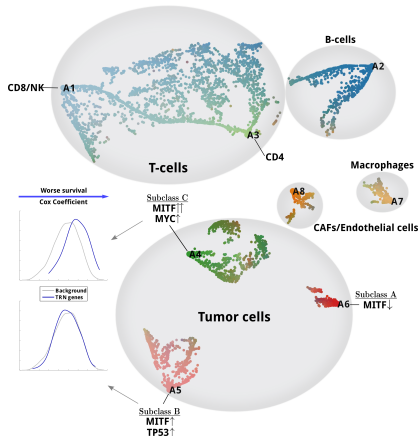 B-cells
A2
CD8/NK
A1
A3
CD4
T-cells
Macrophages
A7
A8
CAFs/Endothelial cells
Worse survival
Cox Coefficient
Subclass C
MITF↑↑
MYC↑
A4
Background
TRN genes
Tumor cells
A6
Subclass A
MITF↓
A5
Subclass B
MITF↑
TP53↑